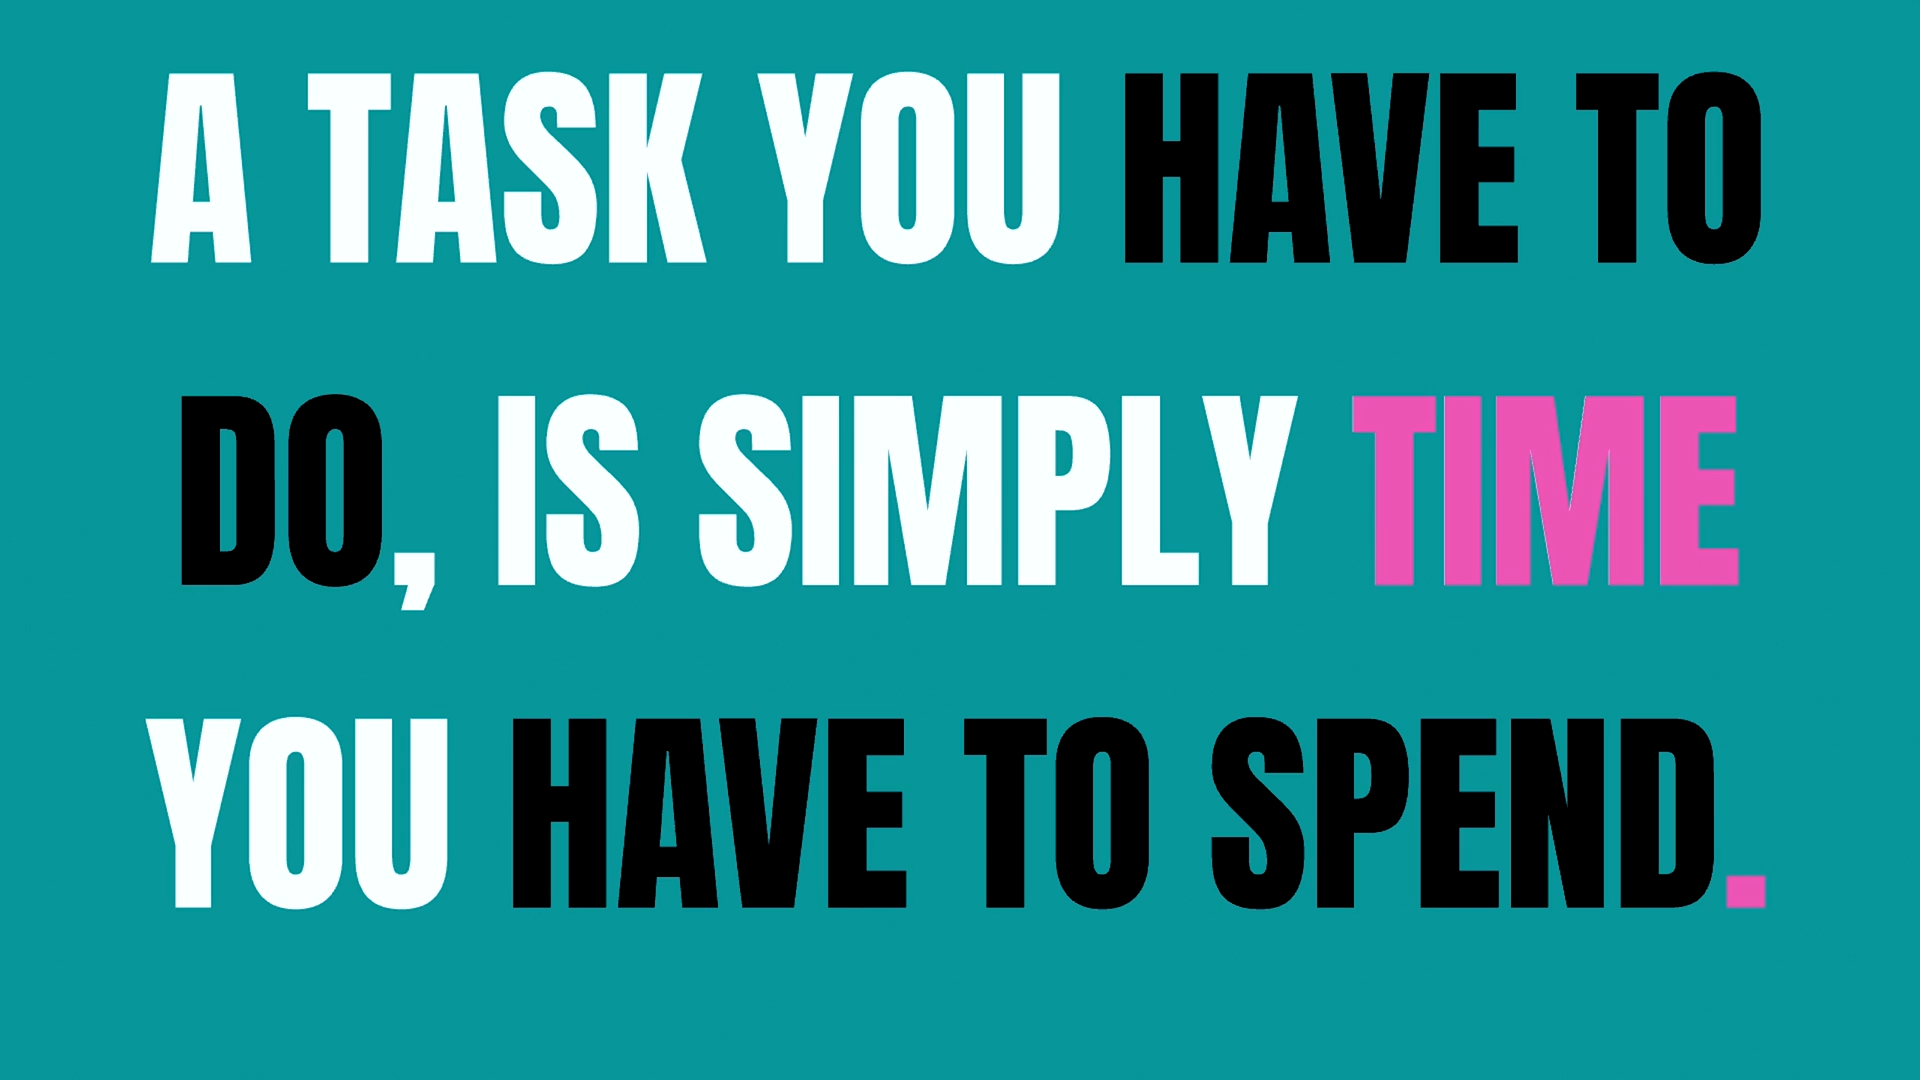 A TASK YOU HAVE TO
DO, IS SIMPLY TIME
YOU HAVE TO SPEND.